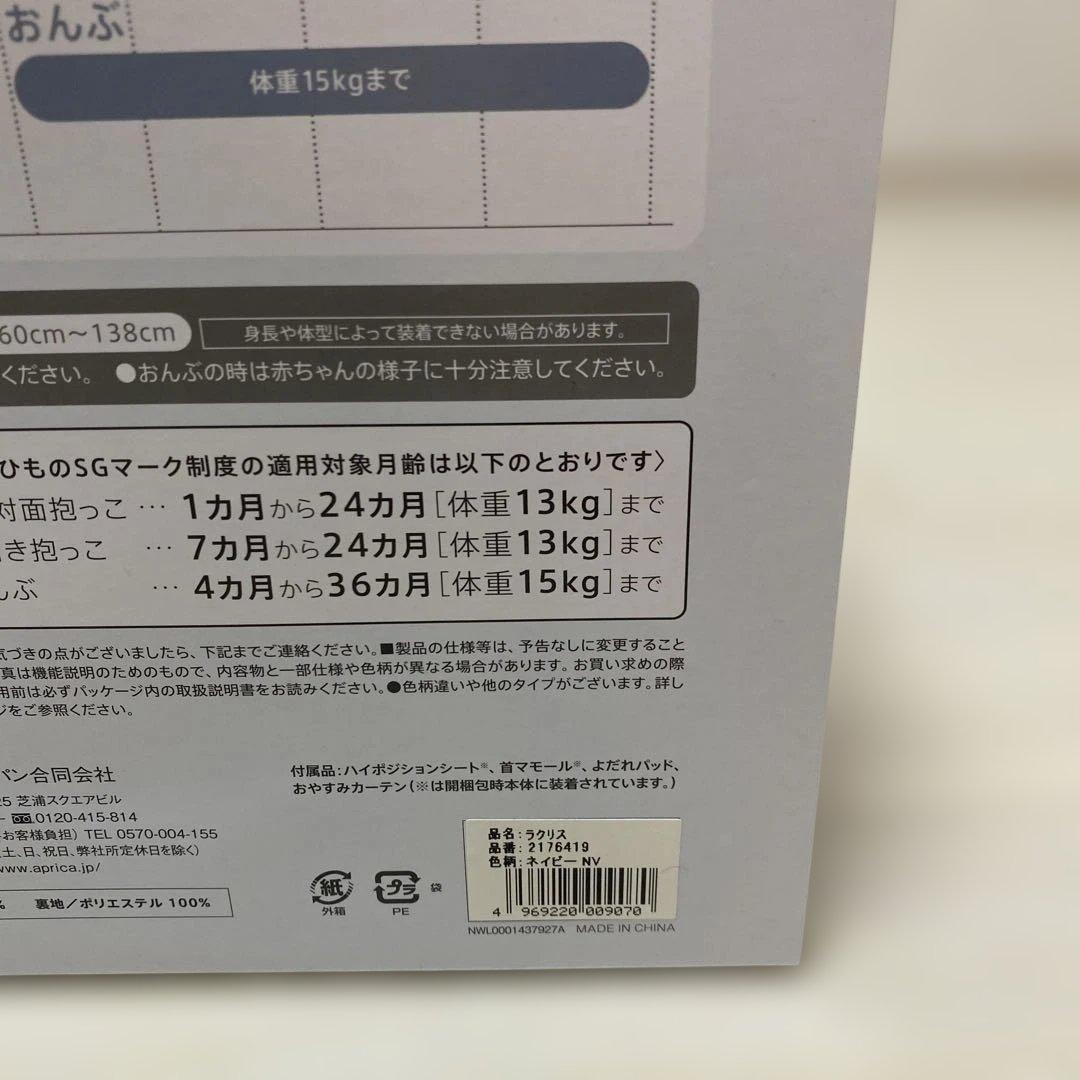 おんぶ
体重15kgまで
60cm〜138cm
身長や体型によって装着できない場合があります。
ください。 ●おんぶの時は赤ちゃんの様子に十分注意してください。
ひものSGマーク制度の適用対象月齢は以下のとおりです〉
対面抱っこ … 1カ月から24カ月[体重13kg]まで
き抱っこ … 7カ月から24カ月[体重13kg]まで
んぶ … 4カ月から36カ月[体重15kg]まで
気づきの点がございましたら、下記までご連絡ください。■製品の仕様等は、予告なしに変更すること
真は機能説明のためのもので、内容物と一部仕様や色柄が異なる場合があります。お買い求めの際
用前は必ずパッケージ内の取扱説明書をお読みください。●色柄違いや他のタイプがございます。詳し
ジをご参照ください。
パン合同会社
25 芝浦スクエアビル
0120-415-814
お客様負担) TEL 0570-004-155
土、日、祝日、弊社所定休日を除く)
www.aprica.jp/
% 裏地/ポリエステル 100%
付属品:ハイポジションシート※、首マモール※、よだれパッド、
おやすみカーテン(※は開梱包時本体に装着されています。)
紙
外箱
プラ
PE
袋
品名:ラクリス
品番: 2176419
色柄:ネイビー NV
4 969220 009070
NWL0001437927A MADE IN CHINA